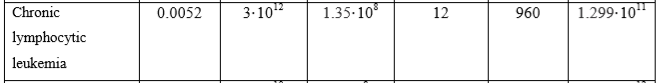 Chronic 0.0052 3·10¹² 1.35·10⁸ 12 960 1.299·10¹¹
lymphocytic
leukemia